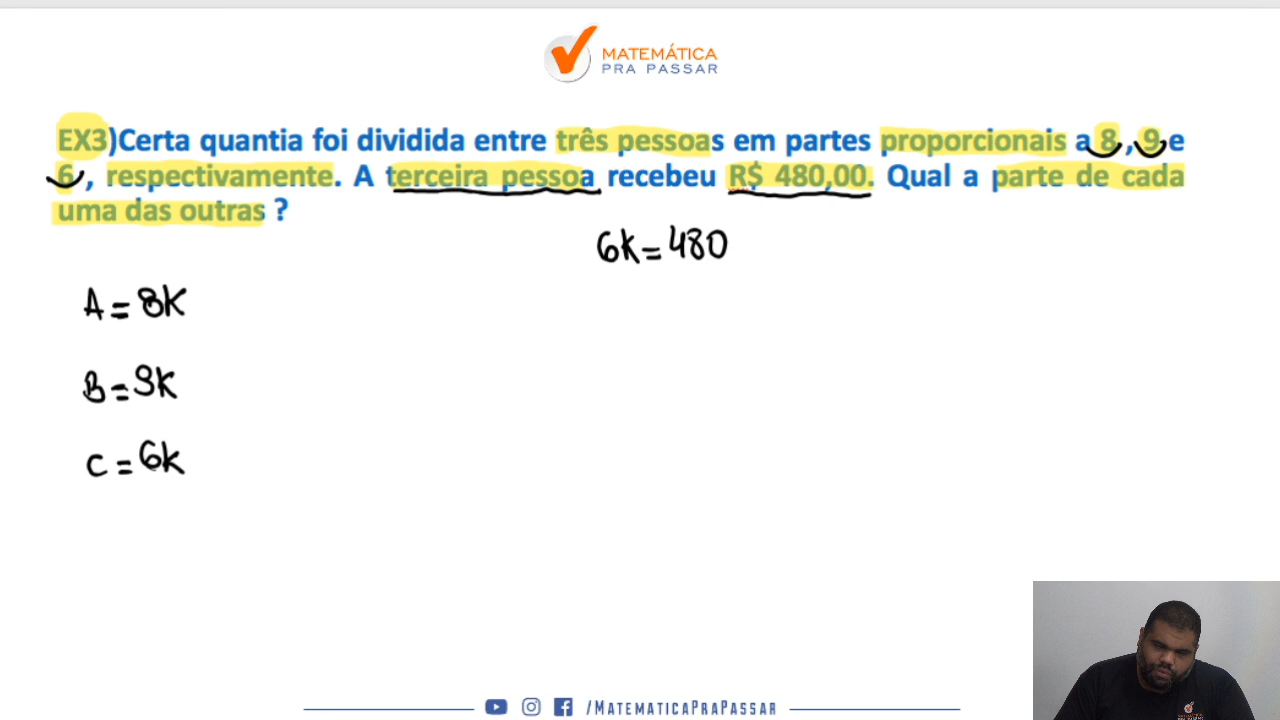 MATEMÁTICA
PRA PASSAR
EX3)Certa quantia foi dividida entre três pessoas em partes proporcionais a 8 , 9 e
6 , respectivamente. A terceira pessoa recebeu R$ 480,00. Qual a parte de cada
uma das outras ?
6K=480
A=8K
B=9K
C=6K
/MATEMATICAPRAPASSAR